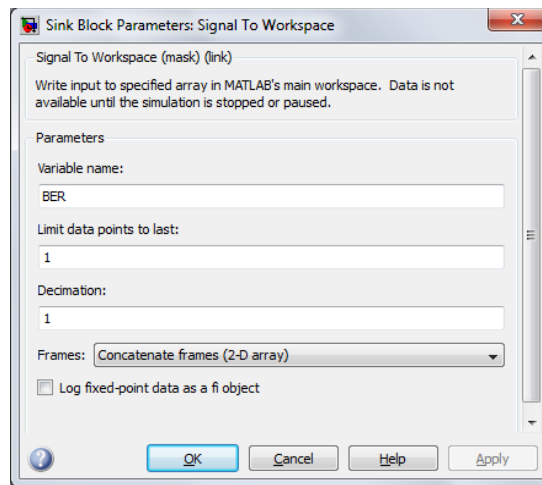 Sink Block Parameters: Signal To Workspace
Signal To Workspace (mask) (link)
Write input to specified array in MATLAB's main workspace. Data is not
available until the simulation is stopped or paused.
Parameters
Variable name:
BER
Limit data points to last:
1
Decimation:
1
Frames: Concatenate frames (2-D array)
Log fixed-point data as a fi object
OK Cancel Help Apply